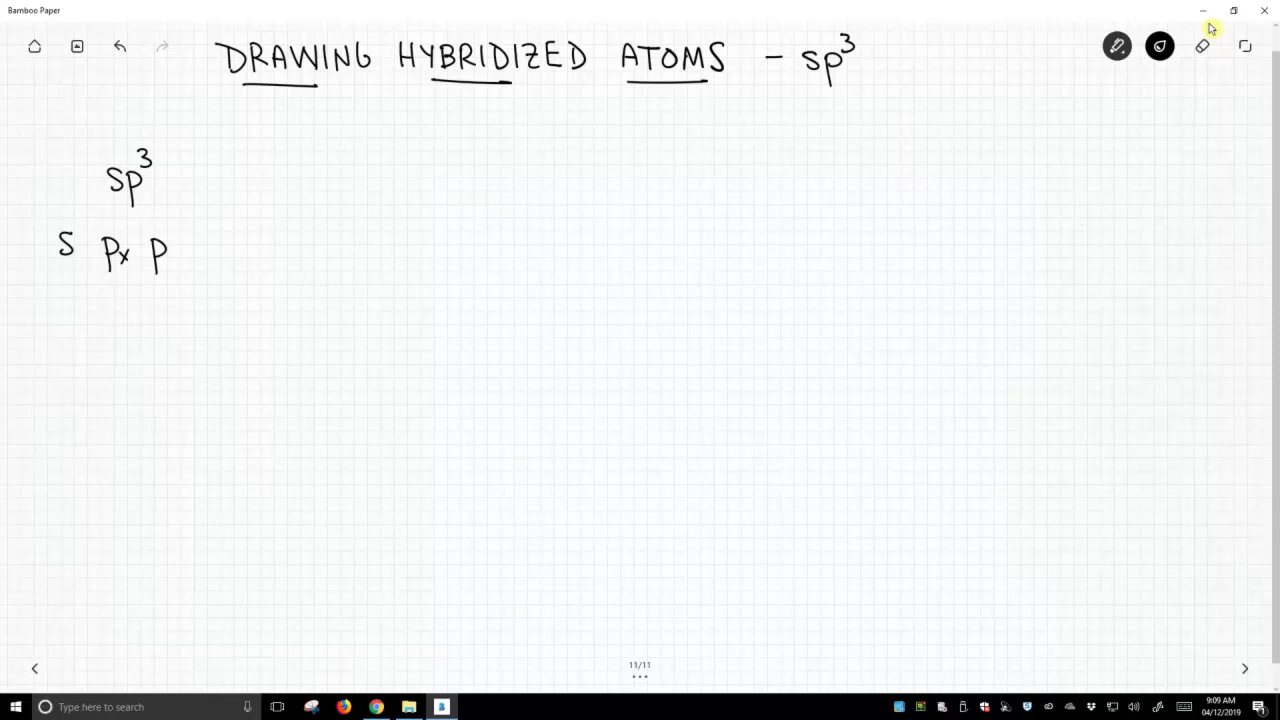 Bamboo Paper
DRAWING HYBRIDIZED ATOMS - sp³
sp³
s px p
11/11
Type here to search
9:09 AM
04/12/2019